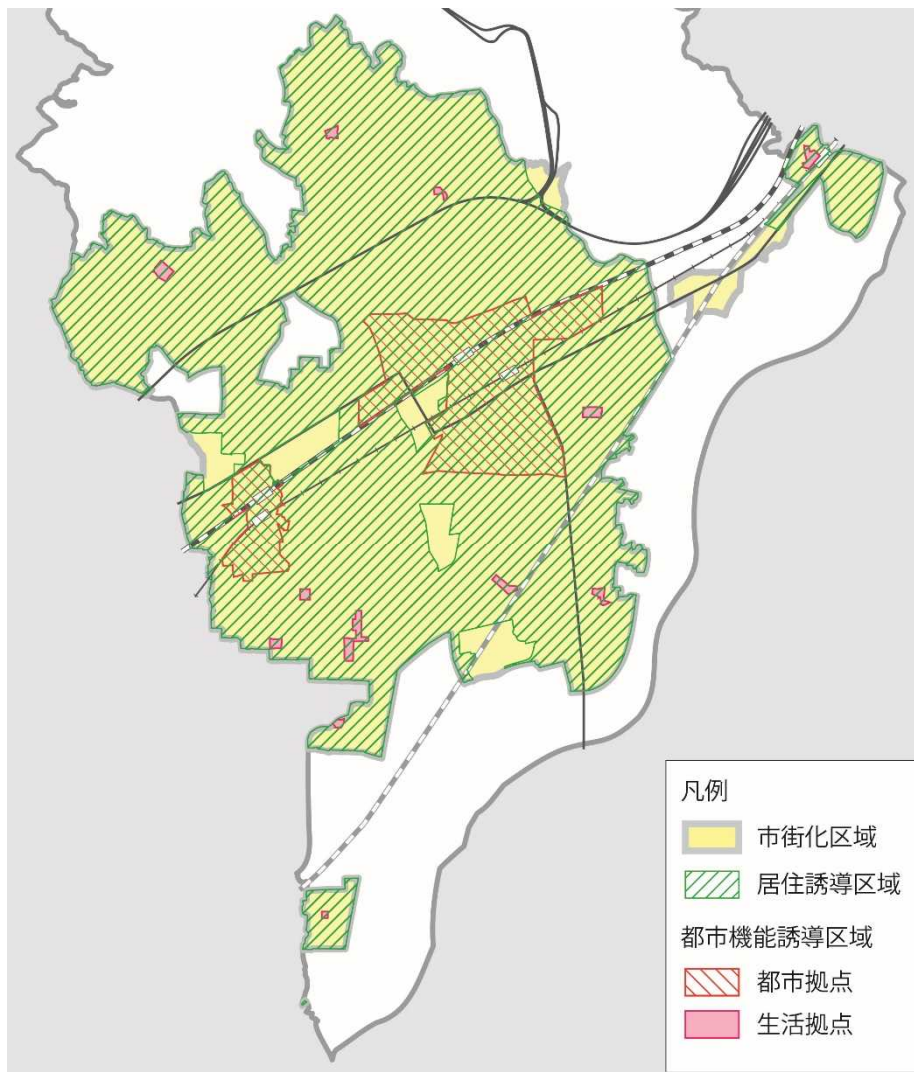 凡例
市街化区域
居住誘導区域
都市機能誘導区域
都市拠点
生活拠点